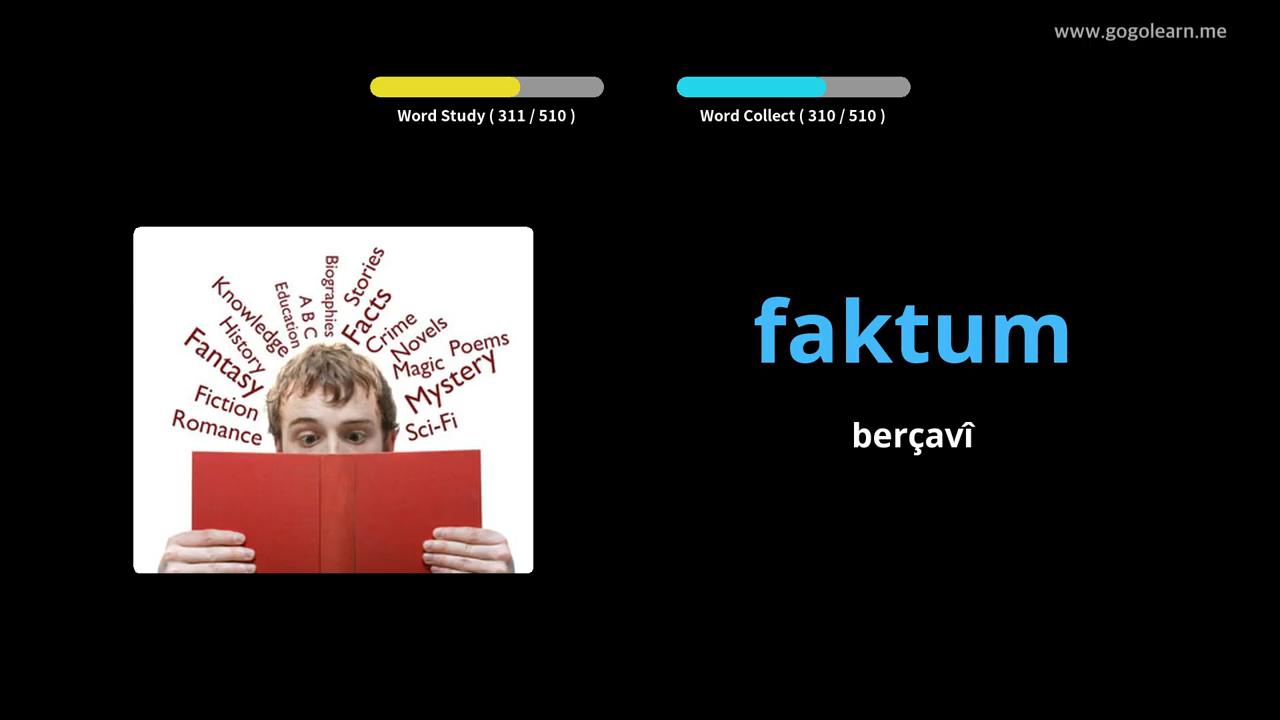 www.gogolearn.me
Word Study ( 311 / 510 )
Word Collect ( 310 / 510 )
Knowledge
History
Fantasy
Fiction
Romance
Education
A B C
Biographies
Stories
Facts
Crime
Novels
Magic
Poems
Mystery
Sci-Fi
faktum
berçavî